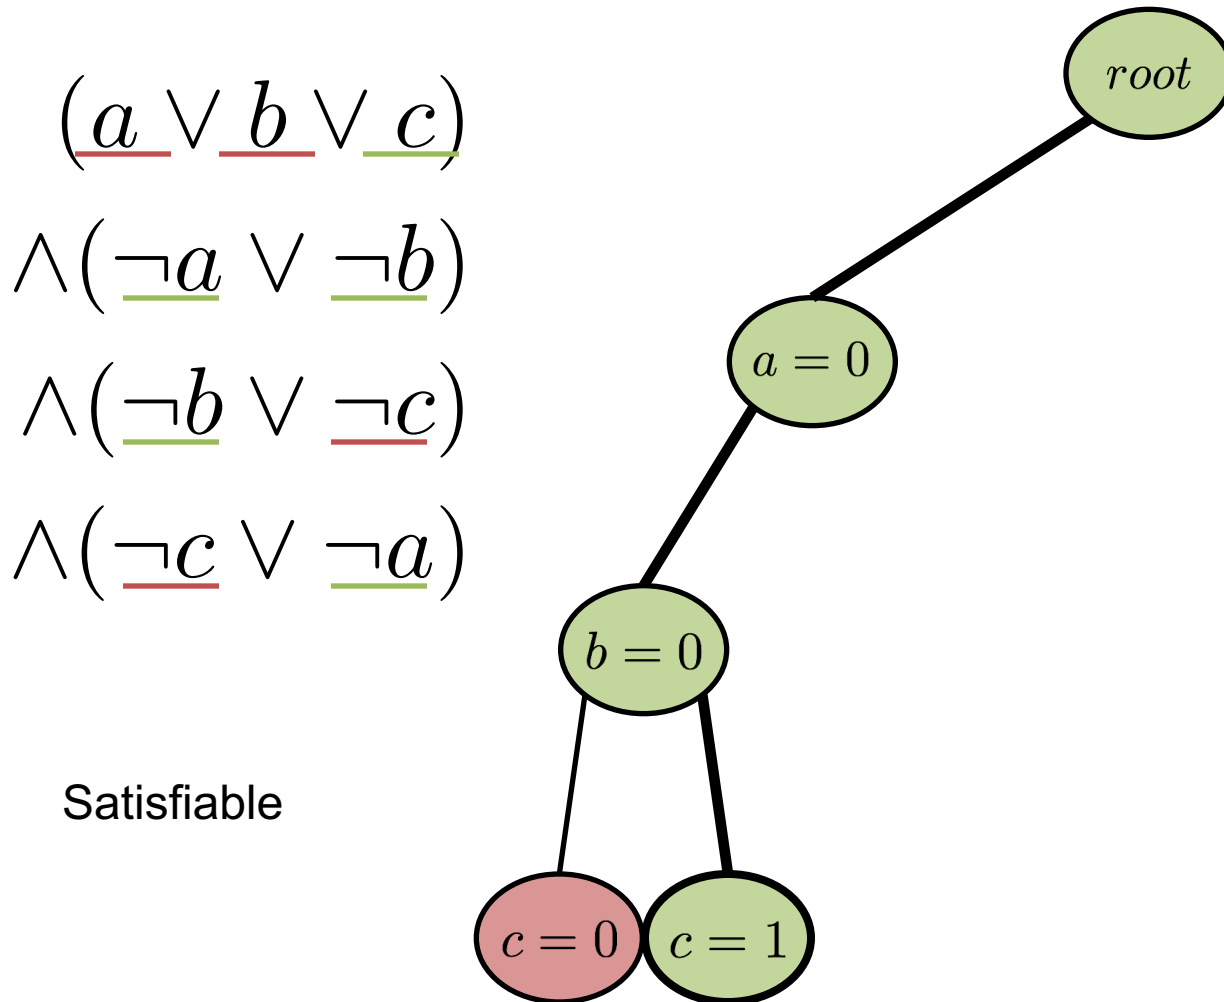 (a ∨ b ∨ c)
∧(¬a ∨ ¬b)
∧(¬b ∨ ¬c)
∧(¬c ∨ ¬a)
Satisfiable
root
a = 0
b = 0
c = 0
c = 1